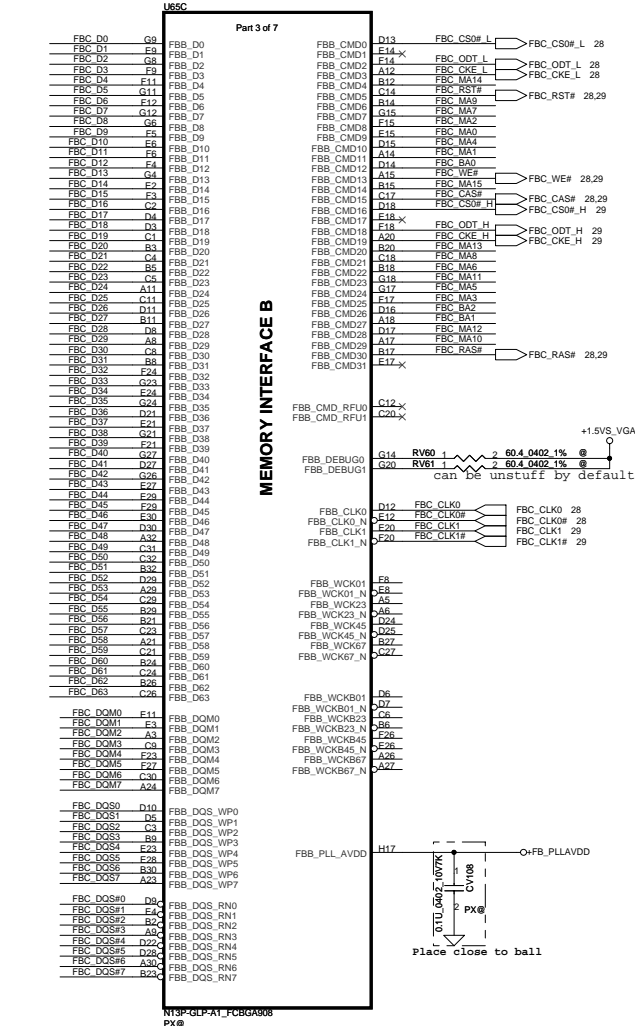 U65C
Part 3 of 7
MEMORY INTERFACE B
FBC_D0 G9 FBB_D0
FBC_D1 E9 FBB_D1
FBC_D2 G8 FBB_D2
FBC_D3 F9 FBB_D3
FBC_D4 F11 FBB_D4
FBC_D5 G11 FBB_D5
FBC_D6 F12 FBB_D6
FBC_D7 G12 FBB_D7
FBC_D8 G6 FBB_D8
FBC_D9 F5 FBB_D9
FBC_D10 E6 FBB_D10
FBC_D11 F6 FBB_D11
FBC_D12 F4 FBB_D12
FBC_D13 G4 FBB_D13
FBC_D14 E2 FBB_D14
FBC_D15 F3 FBB_D15
FBC_D16 C2 FBB_D16
FBC_D17 D4 FBB_D17
FBC_D18 D3 FBB_D18
FBC_D19 C1 FBB_D19
FBC_D20 B3 FBB_D20
FBC_D21 C4 FBB_D21
FBC_D22 B5 FBB_D22
FBC_D23 C5 FBB_D23
FBC_D24 A11 FBB_D24
FBC_D25 C11 FBB_D25
FBC_D26 D11 FBB_D26
FBC_D27 B11 FBB_D27
FBC_D28 D8 FBB_D28
FBC_D29 A8 FBB_D29
FBC_D30 C8 FBB_D30
FBC_D31 B8 FBB_D31
FBC_D32 F24 FBB_D32
FBC_D33 G23 FBB_D33
FBC_D34 E24 FBB_D34
FBC_D35 G24 FBB_D35
FBC_D36 D21 FBB_D36
FBC_D37 E21 FBB_D37
FBC_D38 G21 FBB_D38
FBC_D39 F21 FBB_D39
FBC_D40 G27 FBB_D40
FBC_D41 D27 FBB_D41
FBC_D42 G26 FBB_D42
FBC_D43 E27 FBB_D43
FBC_D44 E29 FBB_D44
FBC_D45 F29 FBB_D45
FBC_D46 E30 FBB_D46
FBC_D47 D30 FBB_D47
FBC_D48 A32 FBB_D48
FBC_D49 C31 FBB_D49
FBC_D50 C32 FBB_D50
FBC_D51 B32 FBB_D51
FBC_D52 D29 FBB_D52
FBC_D53 A29 FBB_D53
FBC_D54 C29 FBB_D54
FBC_D55 B29 FBB_D55
FBC_D56 B21 FBB_D56
FBC_D57 C23 FBB_D57
FBC_D58 A21 FBB_D58
FBC_D59 C21 FBB_D59
FBC_D60 B24 FBB_D60
FBC_D61 C24 FBB_D61
FBC_D62 B26 FBB_D62
FBC_D63 C26 FBB_D63
FBC_DQM0 E11 FBB_DQM0
FBC_DQM1 E3 FBB_DQM1
FBC_DQM2 A3 FBB_DQM2
FBC_DQM3 C9 FBB_DQM3
FBC_DQM4 F23 FBB_DQM4
FBC_DQM5 F27 FBB_DQM5
FBC_DQM6 C30 FBB_DQM6
FBC_DQM7 A24 FBB_DQM7
FBC_DQS0 D10 FBB_DQS_WP0
FBC_DQS1 D5 FBB_DQS_WP1
FBC_DQS2 C3 FBB_DQS_WP2
FBC_DQS3 B9 FBB_DQS_WP3
FBC_DQS4 E23 FBB_DQS_WP4
FBC_DQS5 E28 FBB_DQS_WP5
FBC_DQS6 B30 FBB_DQS_WP6
FBC_DQS7 A23 FBB_DQS_WP7
FBC_DQS#0 D9 FBB_DQS_RN0
FBC_DQS#1 E4 FBB_DQS_RN1
FBC_DQS#2 B2 FBB_DQS_RN2
FBC_DQS#3 A9 FBB_DQS_RN3
FBC_DQS#4 D22 FBB_DQS_RN4
FBC_DQS#5 D28 FBB_DQS_RN5
FBC_DQS#6 A30 FBB_DQS_RN6
FBC_DQS#7 B23 FBB_DQS_RN7
FBB_CMD0 D13 FBC_CS0#_L FBC_CS0#_L 28
FBB_CMD1 E14
FBB_CMD2 F14 FBC_ODT_L FBC_ODT_L 28
FBB_CMD3 A12 FBC_CKE_L FBC_CKE_L 28
FBB_CMD4 B12 FBC_MA14
FBB_CMD5 C14 FBC_RST# FBC_RST# 28,29
FBB_CMD6 B14 FBC_MA9
FBB_CMD7 G15 FBC_MA7
FBB_CMD8 F15 FBC_MA2
FBB_CMD9 E15 FBC_MA0
FBB_CMD10 D15 FBC_MA4
FBB_CMD11 A14 FBC_MA1
FBB_CMD12 D14 FBC_BA0
FBB_CMD13 A15 FBC_WE# FBC_WE# 28,29
FBB_CMD14 B15 FBC_MA15
FBB_CMD15 C17 FBC_CAS# FBC_CAS# 28,29
FBB_CMD16 D18 FBC_CS0#_H FBC_CS0#_H 29
FBB_CMD17 E18
FBB_CMD18 F18 FBC_ODT_H FBC_ODT_H 29
FBB_CMD19 A20 FBC_CKE_H FBC_CKE_H 29
FBB_CMD20 B20 FBC_MA13
FBB_CMD21 C18 FBC_MA8
FBB_CMD22 B18 FBC_MA6
FBB_CMD23 G18 FBC_MA11
FBB_CMD24 G17 FBC_MA5
FBB_CMD25 F17 FBC_MA3
FBB_CMD26 D16 FBC_BA2
FBB_CMD27 A18 FBC_BA1
FBB_CMD28 D17 FBC_MA12
FBB_CMD29 A17 FBC_MA10
FBB_CMD30 B17 FBC_RAS# FBC_RAS# 28,29
FBB_CMD31 E17
FBB_CMD_RFU0 C12
FBB_CMD_RFU1 C20
+1.5VS_VGA
FBB_DEBUG0 G14 RV60 1 2 60.4_0402_1% @
FBB_DEBUG1 G20 RV61 1 2 60.4_0402_1% @
can be unstuff by default
FBB_CLK0 D12 FBC_CLK0 FBC_CLK0 28
FBB_CLK0_N E12 FBC_CLK0# FBC_CLK0# 28
FBB_CLK1 E20 FBC_CLK1 FBC_CLK1 29
FBB_CLK1_N F20 FBC_CLK1# FBC_CLK1# 29
FBB_WCK01 F8
FBB_WCK01_N E8
FBB_WCK23 A5
FBB_WCK23_N A6
FBB_WCK45 D24
FBB_WCK45_N D25
FBB_WCK67 B27
FBB_WCK67_N C27
FBB_WCKB01 D6
FBB_WCKB01_N D7
FBB_WCKB23 C6
FBB_WCKB23_N B6
FBB_WCKB45 F26
FBB_WCKB45_N E26
FBB_WCKB67 A26
FBB_WCKB67_N A27
FBB_PLL_AVDD H17 +FB_PLLAVDD
0.1U_0402_10V7K
1
2
CV108
PX@
Place close to ball
N13P-GLP-A1_FCBGA908
PX@